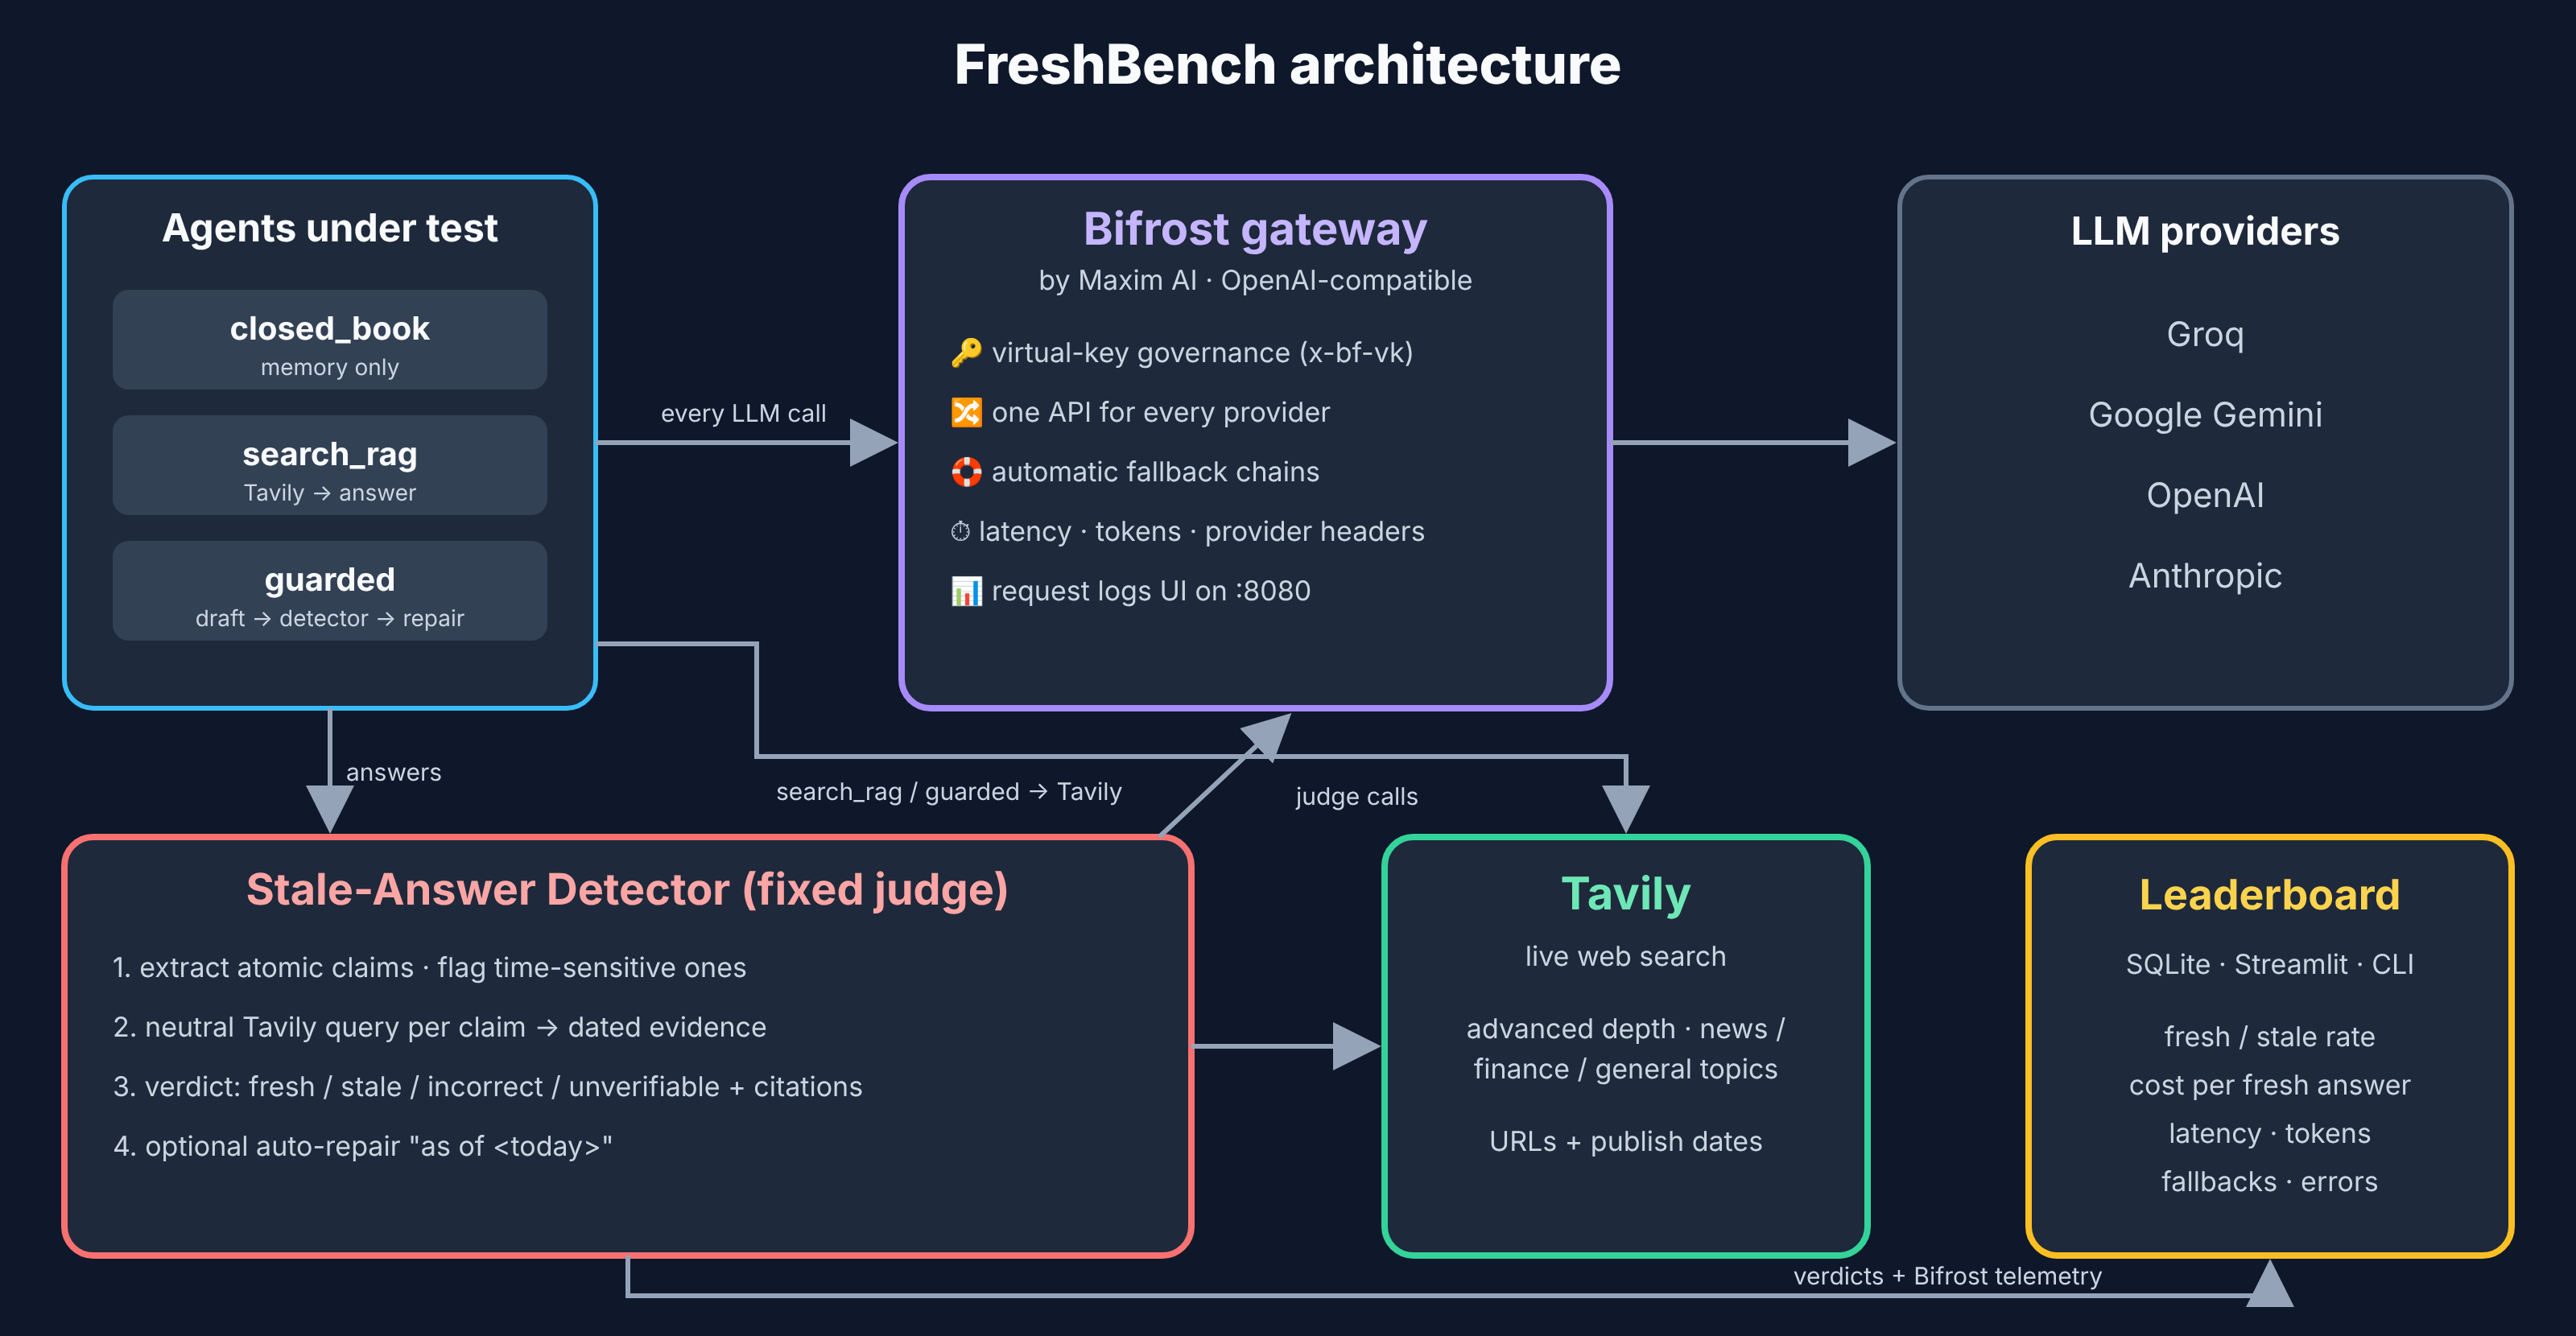 FreshBench architecture
Agents under test
closed_book
memory only
search_rag
Tavily → answer
guarded
draft → detector → repair
every LLM call
Bifrost gateway
by Maxim AI · OpenAI-compatible
🔑 virtual-key governance (x-bf-vk)
🔀 one API for every provider
🛟 automatic fallback chains
⏱ latency · tokens · provider headers
📊 request logs UI on :8080
LLM providers
Groq
Google Gemini
OpenAI
Anthropic
answers
search_rag / guarded → Tavily
judge calls
Stale-Answer Detector (fixed judge)
1. extract atomic claims · flag time-sensitive ones
2. neutral Tavily query per claim → dated evidence
3. verdict: fresh / stale / incorrect / unverifiable + citations
4. optional auto-repair "as of <today>"
Tavily
live web search
advanced depth · news /
finance / general topics
URLs + publish dates
Leaderboard
SQLite · Streamlit · CLI
fresh / stale rate
cost per fresh answer
latency · tokens
fallbacks · errors
verdicts + Bifrost telemetry